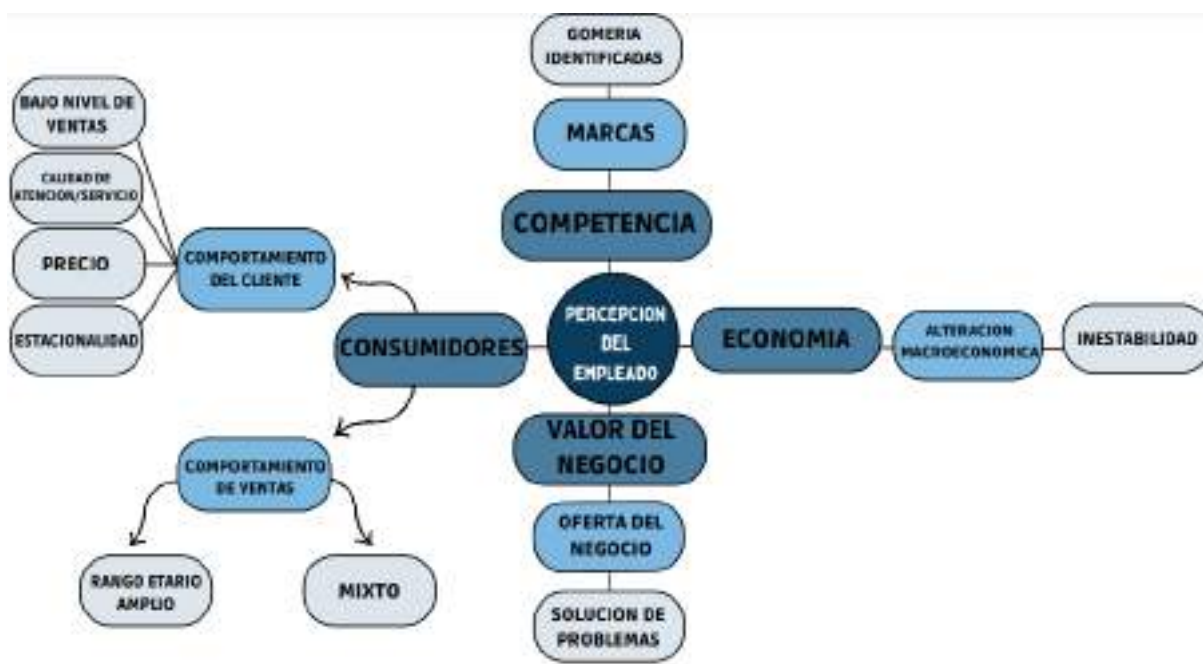 GOMERIA
IDENTIFICADAS
MARCAS
COMPETENCIA
BAJO NIVEL DE
VENTAS
CALIDAD DE
ATENCION/SERVICIO
PRECIO
ESTACIONALIDAD
COMPORTAMIENTO
DEL CLIENTE
CONSUMIDORES
PERCEPCION
DEL
EMPLEADO
ECONOMIA
ALTERACION
MACROECONOMICA
INESTABILIDAD
VALOR DEL
NEGOCIO
COMPORTAMIENTO
DE VENTAS
OFERTA DEL
NEGOCIO
RANGO ETARIO
AMPLIO
MIXTO
SOLUCION DE
PROBLEMAS